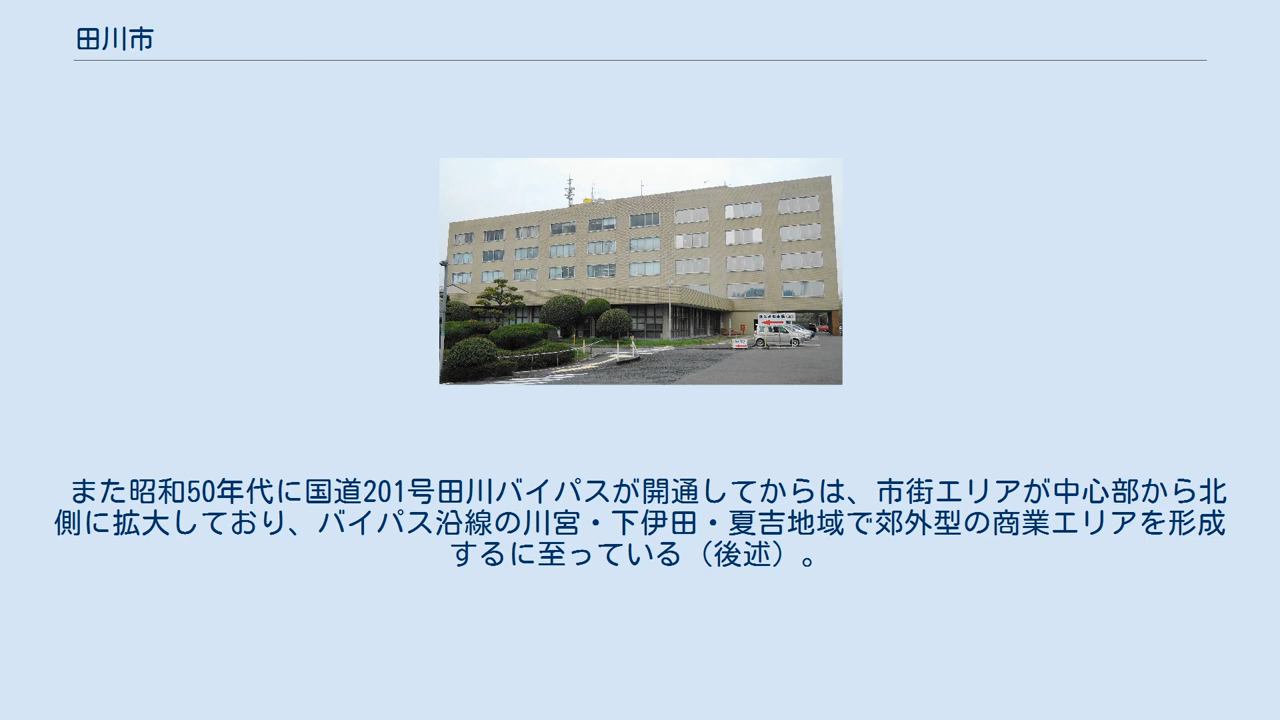 田川市
また昭和50年代に国道201号田川バイパスが開通してからは、市街エリアが中心部から北
側に拡大しており、バイパス沿線の川宮・下伊田・夏吉地域で郊外型の商業エリアを形成
するに至っている（後述）。